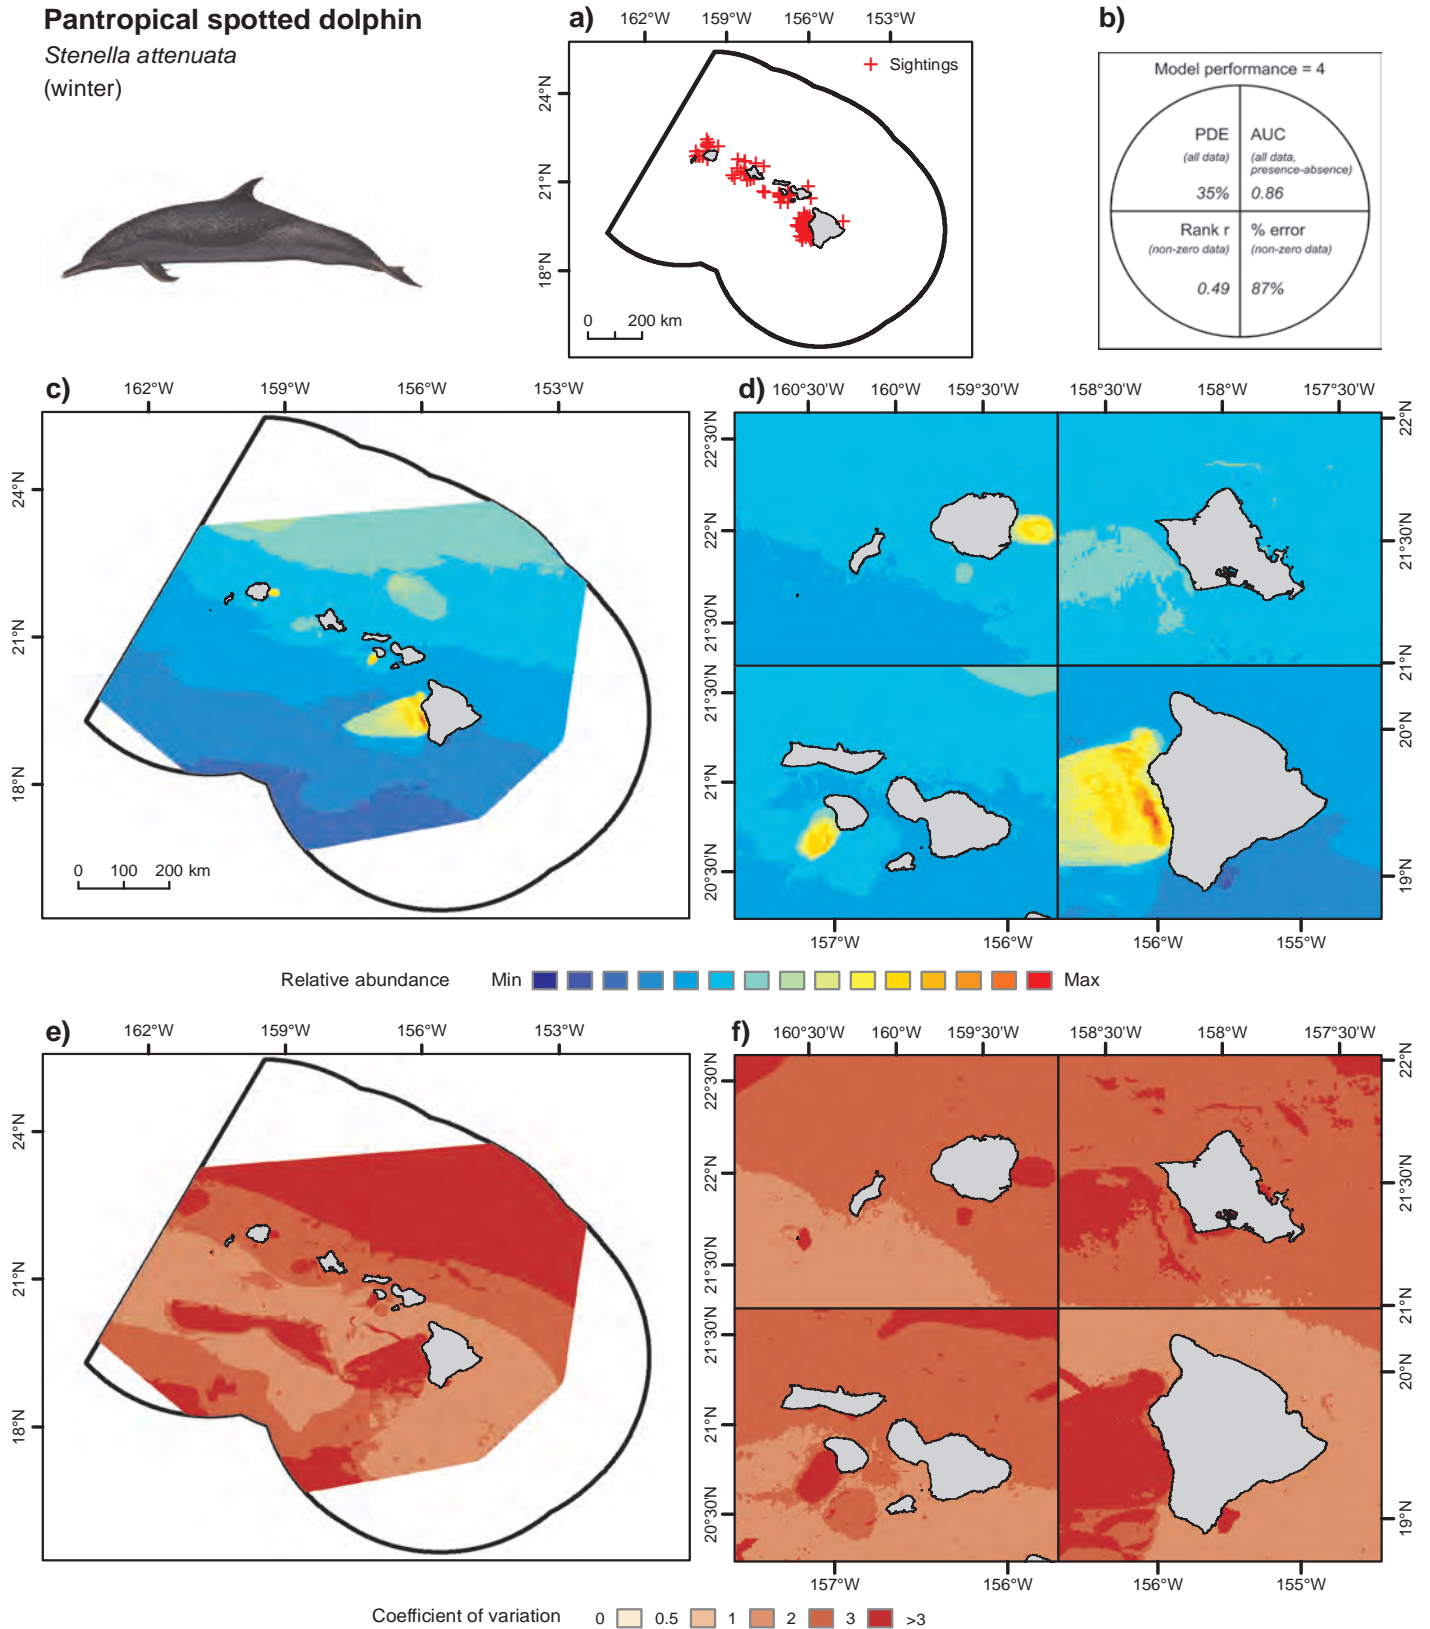 Pantropical spotted dolphin
Stenella attenuata
(winter)
a)
162°W 159°W 156°W 153°W
24°N
21°N
18°N
Sightings
0 200 km
b)
Model performance = 4
PDE
(all data)
35%
AUC
(all data,
presence-absence)
0.86
Rank r
(non-zero data)
0.49
% error
(non-zero data)
87%
c)
162°W 159°W 156°W 153°W
24°N
21°N
18°N
0 100 200 km
d)
160°30'W 160°W 159°30'W 158°30'W 158°W 157°30'W
22°30'N
22°N
21°30'N
22°N
21°30'N
21°N
21°30'N
21°N
20°30'N
20°N
19°N
157°W 156°W 156°W 155°W
Relative abundance Min Max
e)
162°W 159°W 156°W 153°W
24°N
21°N
18°N
f)
160°30'W 160°W 159°30'W 158°30'W 158°W 157°30'W
22°30'N
22°N
21°30'N
22°N
21°30'N
21°N
21°30'N
21°N
20°30'N
20°N
19°N
157°W 156°W 156°W 155°W
Coefficient of variation 0 0.5 1 2 3 >3